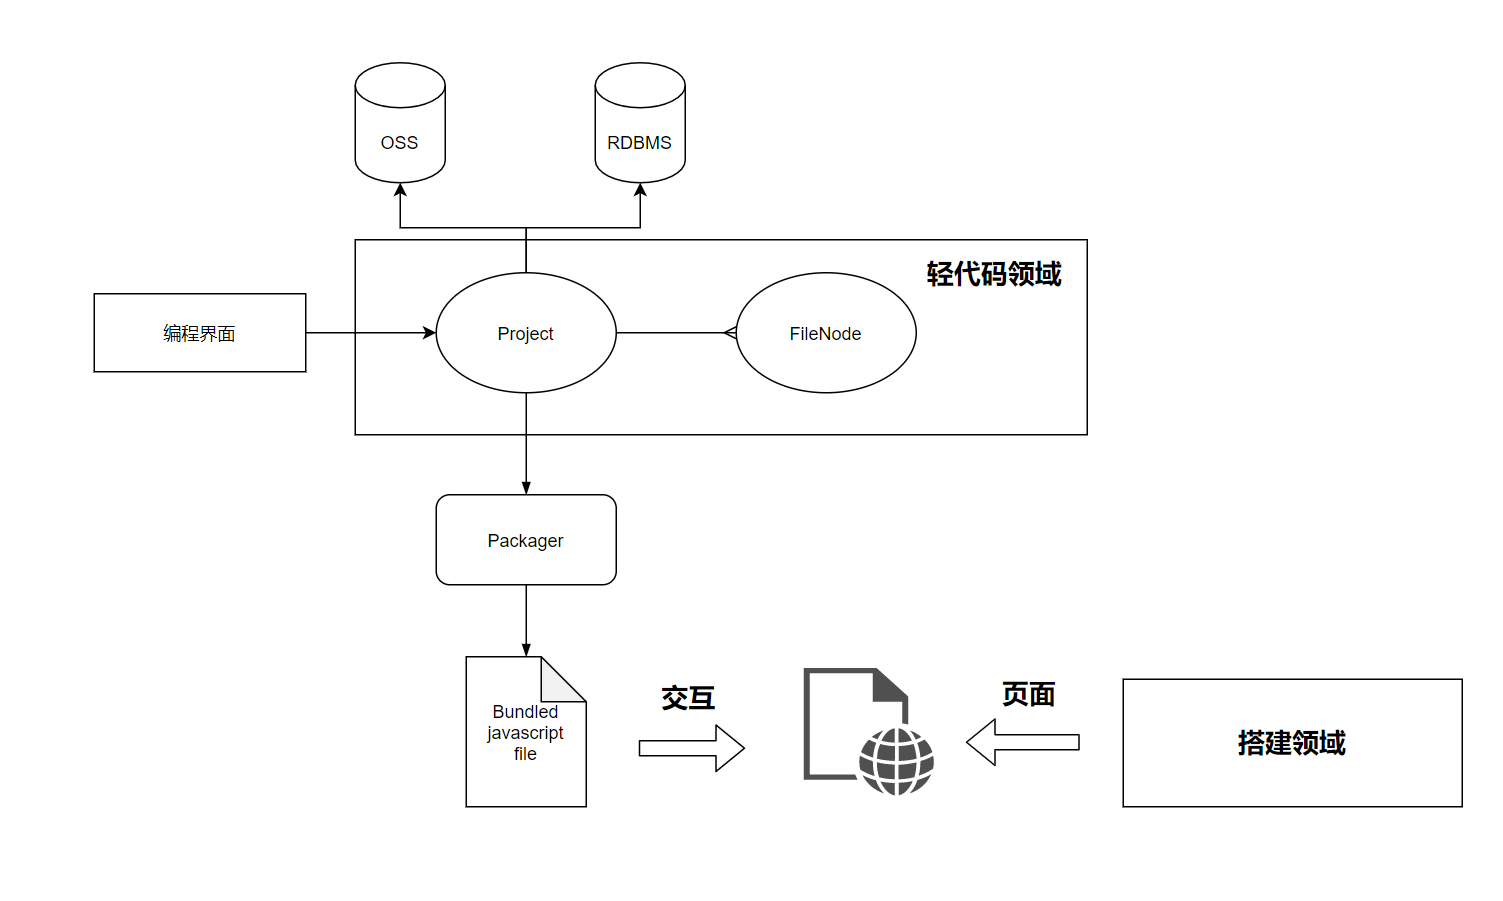 OSS
RDBMS
轻代码领域
编程界面
Project
FileNode
Packager
Bundled
javascript
file
交互
页面
搭建领域